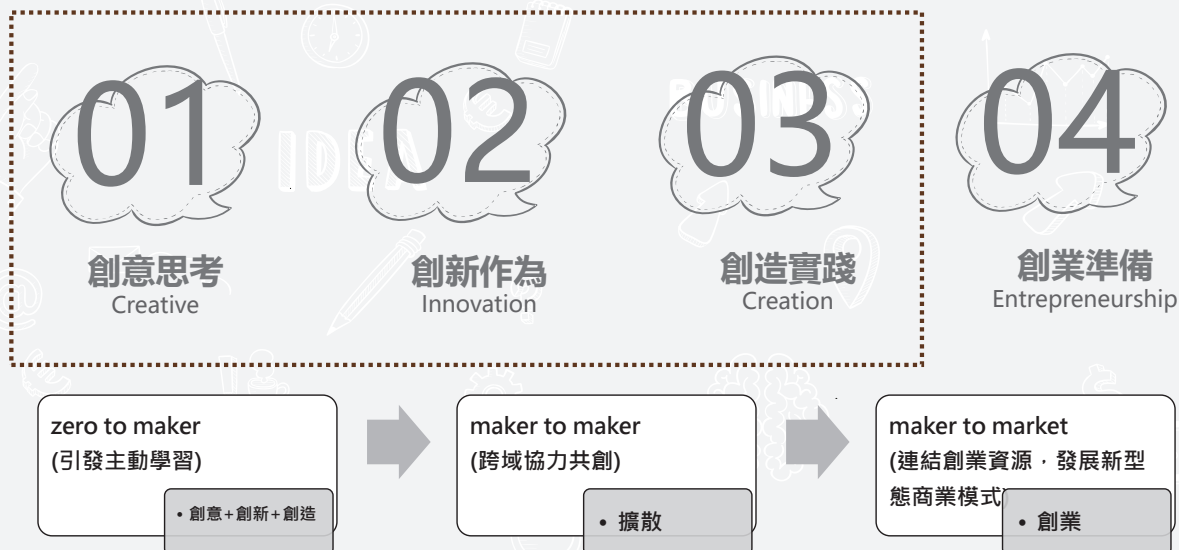 01
02
03
04
IDEA
BUSINESS
創意思考
Creative
創新作為
Innovation
創造實踐
Creation
創業準備
Entrepreneurship
zero to maker
(引發主動學習)
• 創意+創新+創造
maker to maker
(跨域協力共創)
• 擴散
maker to market
(連結創業資源，發展新型
態商業模式)
• 創業